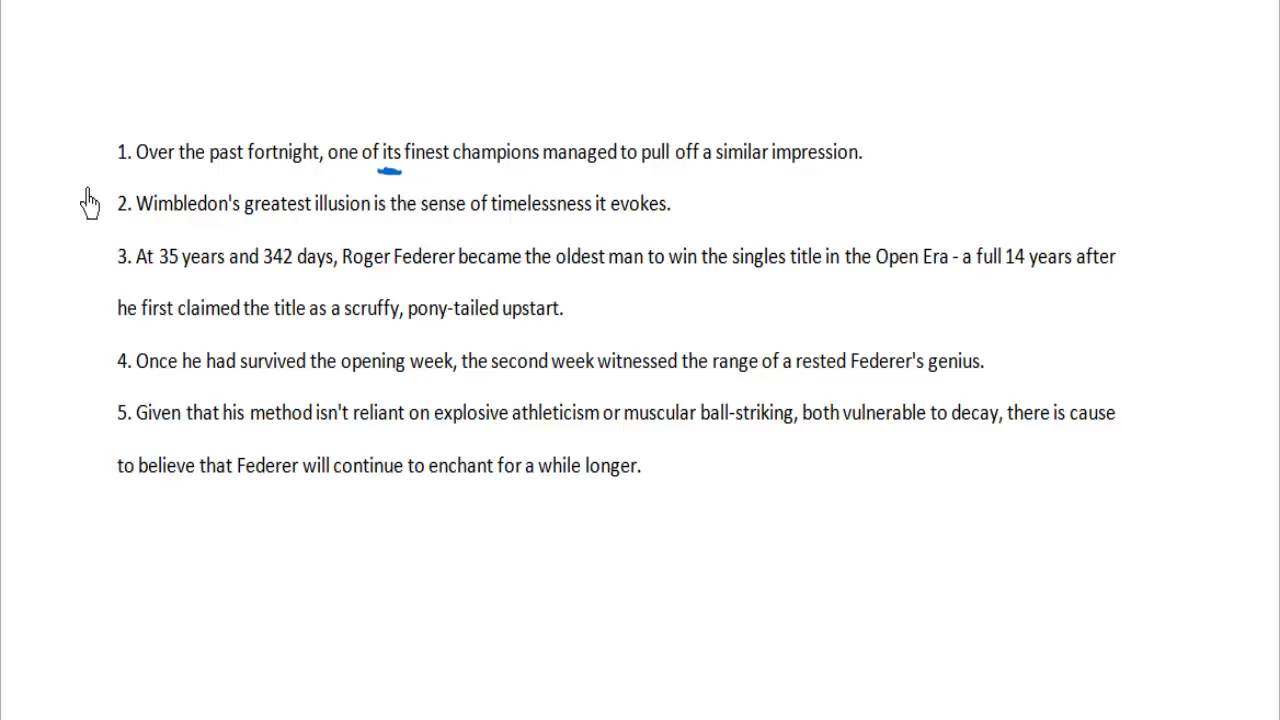 1. Over the past fortnight, one of its finest champions managed to pull off a similar impression.
2. Wimbledon's greatest illusion is the sense of timelessness it evokes.
3. At 35 years and 342 days, Roger Federer became the oldest man to win the singles title in the Open Era - a full 14 years after
he first claimed the title as a scruffy, pony-tailed upstart.
4. Once he had survived the opening week, the second week witnessed the range of a rested Federer's genius.
5. Given that his method isn't reliant on explosive athleticism or muscular ball-striking, both vulnerable to decay, there is cause
to believe that Federer will continue to enchant for a while longer.